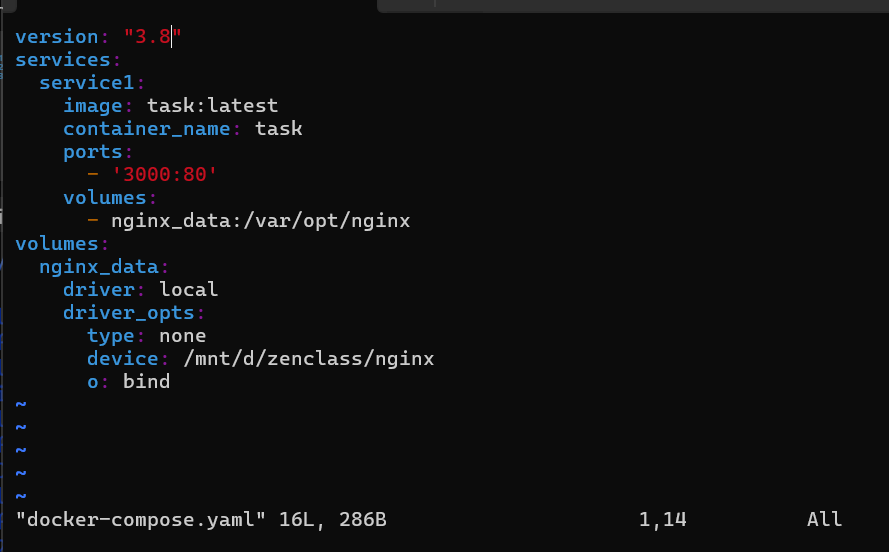 version: "3.8"
services:
  service1:
    image: task:latest
    container_name: task
    ports:
      - '3000:80'
    volumes:
      - nginx_data:/var/opt/nginx
volumes:
  nginx_data:
    driver: local
    driver_opts:
      type: none
      device: /mnt/d/zenclass/nginx
      o: bind
~
~
~
~
~
"docker-compose.yaml" 16L, 286B 1,14 All